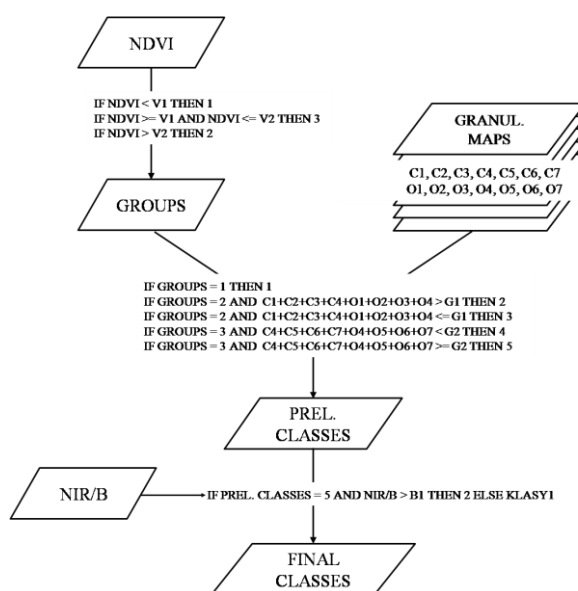 NDVI
IF NDVI < V1 THEN 1
IF NDVI >= V1 AND NDVI <= V2 THEN 3
IF NDVI > V2 THEN 2
GROUPS
GRANUL.
MAPS
C1, C2, C3, C4, C5, C6, C7
O1, O2, O3, O4, O5, O6, O7
IF GROUPS = 1 THEN 1
IF GROUPS = 2 AND C1+C2+C3+C4+O1+O2+O3+O4 > G1 THEN 2
IF GROUPS = 2 AND C1+C2+C3+C4+O1+O2+O3+O4 <= G1 THEN 3
IF GROUPS = 3 AND C4+C5+C6+C7+O4+O5+O6+O7 < G2 THEN 4
IF GROUPS = 3 AND C4+C5+C6+C7+O4+O5+O6+O7 >= G2 THEN 5
PREL.
CLASSES
NIR/B
IF PREL. CLASSES = 5 AND NIR/B > B1 THEN 2 ELSE KLASY1
FINAL
CLASSES